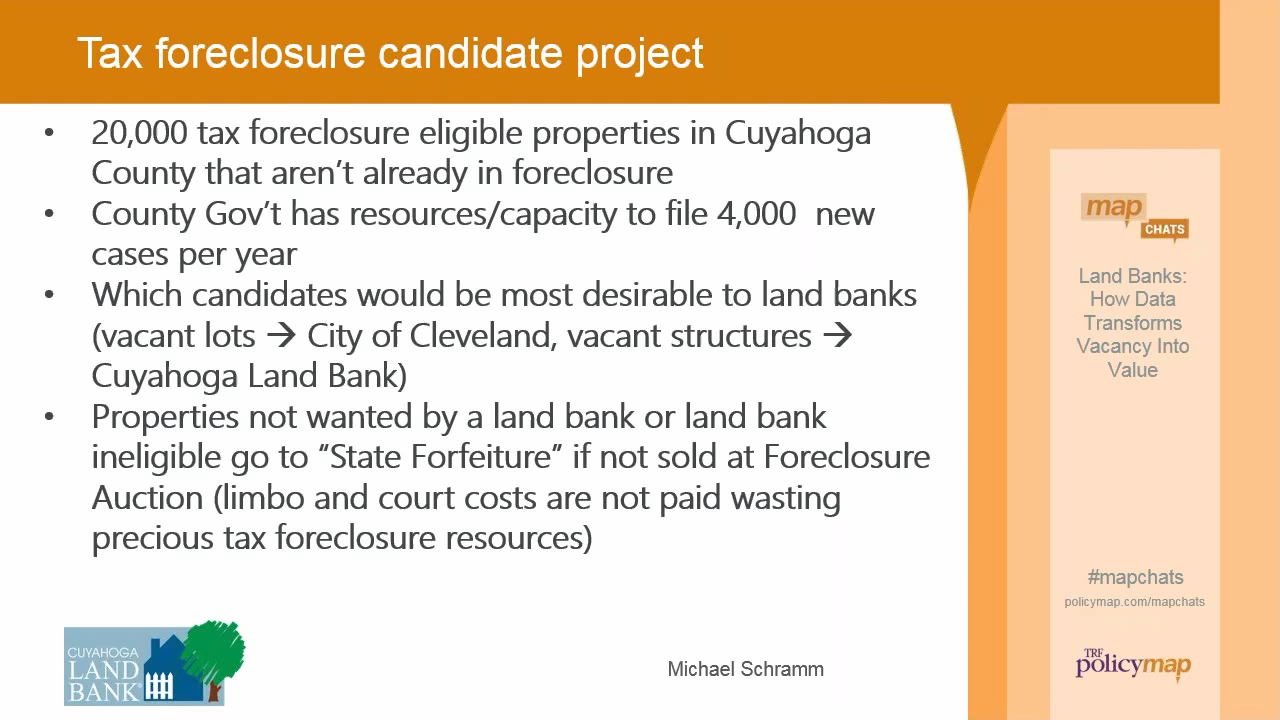 Tax foreclosure candidate project
• 20,000 tax foreclosure eligible properties in Cuyahoga
County that aren’t already in foreclosure
• County Gov’t has resources/capacity to file 4,000  new
cases per year
• Which candidates would be most desirable to land banks
(vacant lots → City of Cleveland, vacant structures →
Cuyahoga Land Bank)
• Properties not wanted by a land bank or land bank
ineligible go to “State Forfeiture” if not sold at Foreclosure
Auction (limbo and court costs are not paid wasting
precious tax foreclosure resources)
CUYAHOGA
LAND
BANK®
Michael Schramm
map
CHATS
Land Banks:
How Data
Transforms
Vacancy Into
Value
#mapchats
policymap.com/mapchats
TRF
policymap